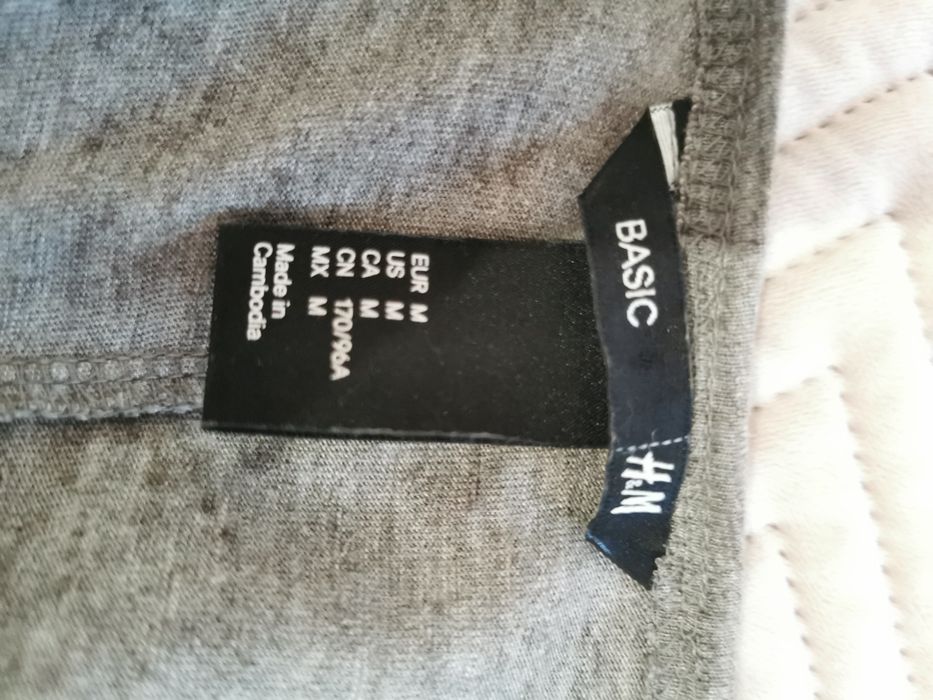 BASIC
H&M
EUR M
US M
CA M
CN 170/96A
MX M
Made in
Cambodia